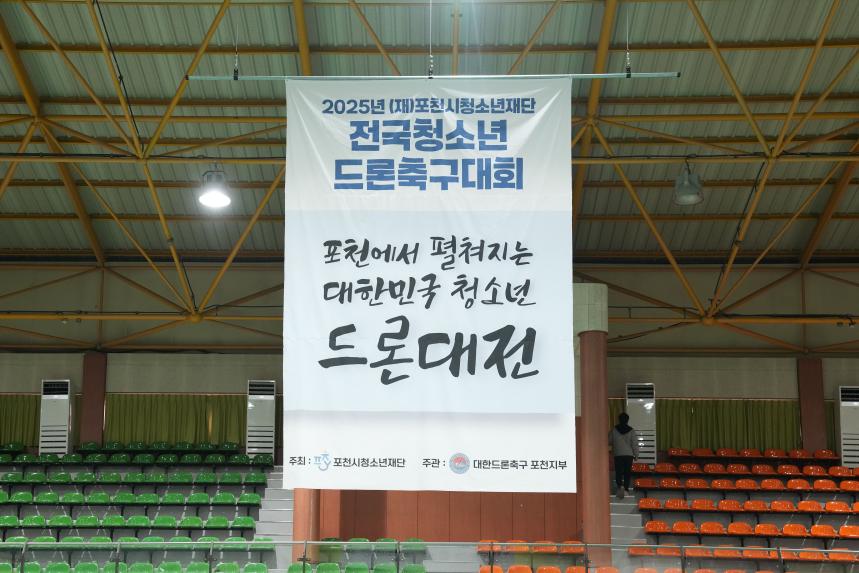 2025년 (재)포천시청소년재단
전국청소년
드론축구대회
포천에서 펼쳐지는
대한민국 청소년
드론대전
주최 : 포천시청소년재단 주관 : 대한드론축구 포천지부